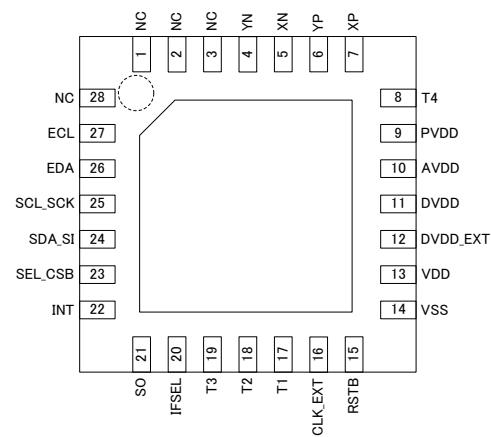 NC
NC
NC
YN
XN
YP
XP
1
2
3
4
5
6
7
NC 28
8 T4
ECL 27
9 PVDD
EDA 26
10 AVDD
SCL_SCK 25
11 DVDD
SDA_SI 24
12 DVDD_EXT
SEL_CSB 23
13 VDD
INT 22
14 VSS
21
20
19
18
17
16
15
SO
IFSEL
T3
T2
T1
CLK_EXT
RSTB